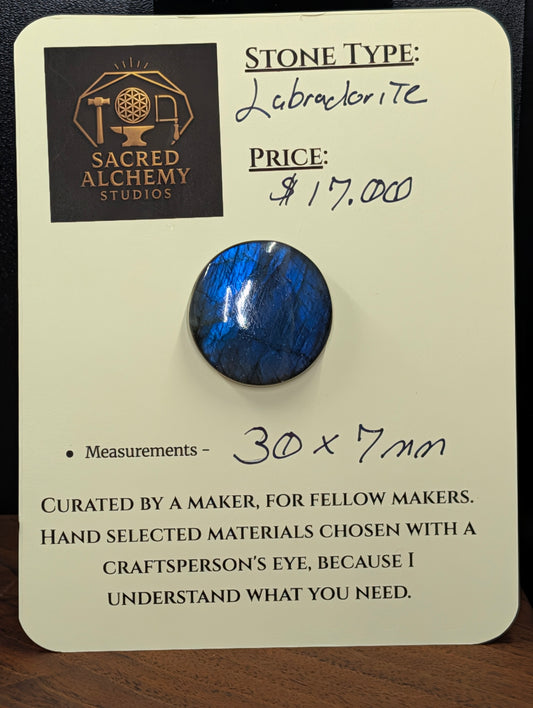 SACRED
ALCHEMY
STUDIOS
STONE TYPE:
Labradorite
PRICE:
$17.00
• Measurements - 30 x 7mm
CURATED BY A MAKER, FOR FELLOW MAKERS.
HAND SELECTED MATERIALS CHOSEN WITH A
CRAFTSPERSON'S EYE, BECAUSE I
UNDERSTAND WHAT YOU NEED.